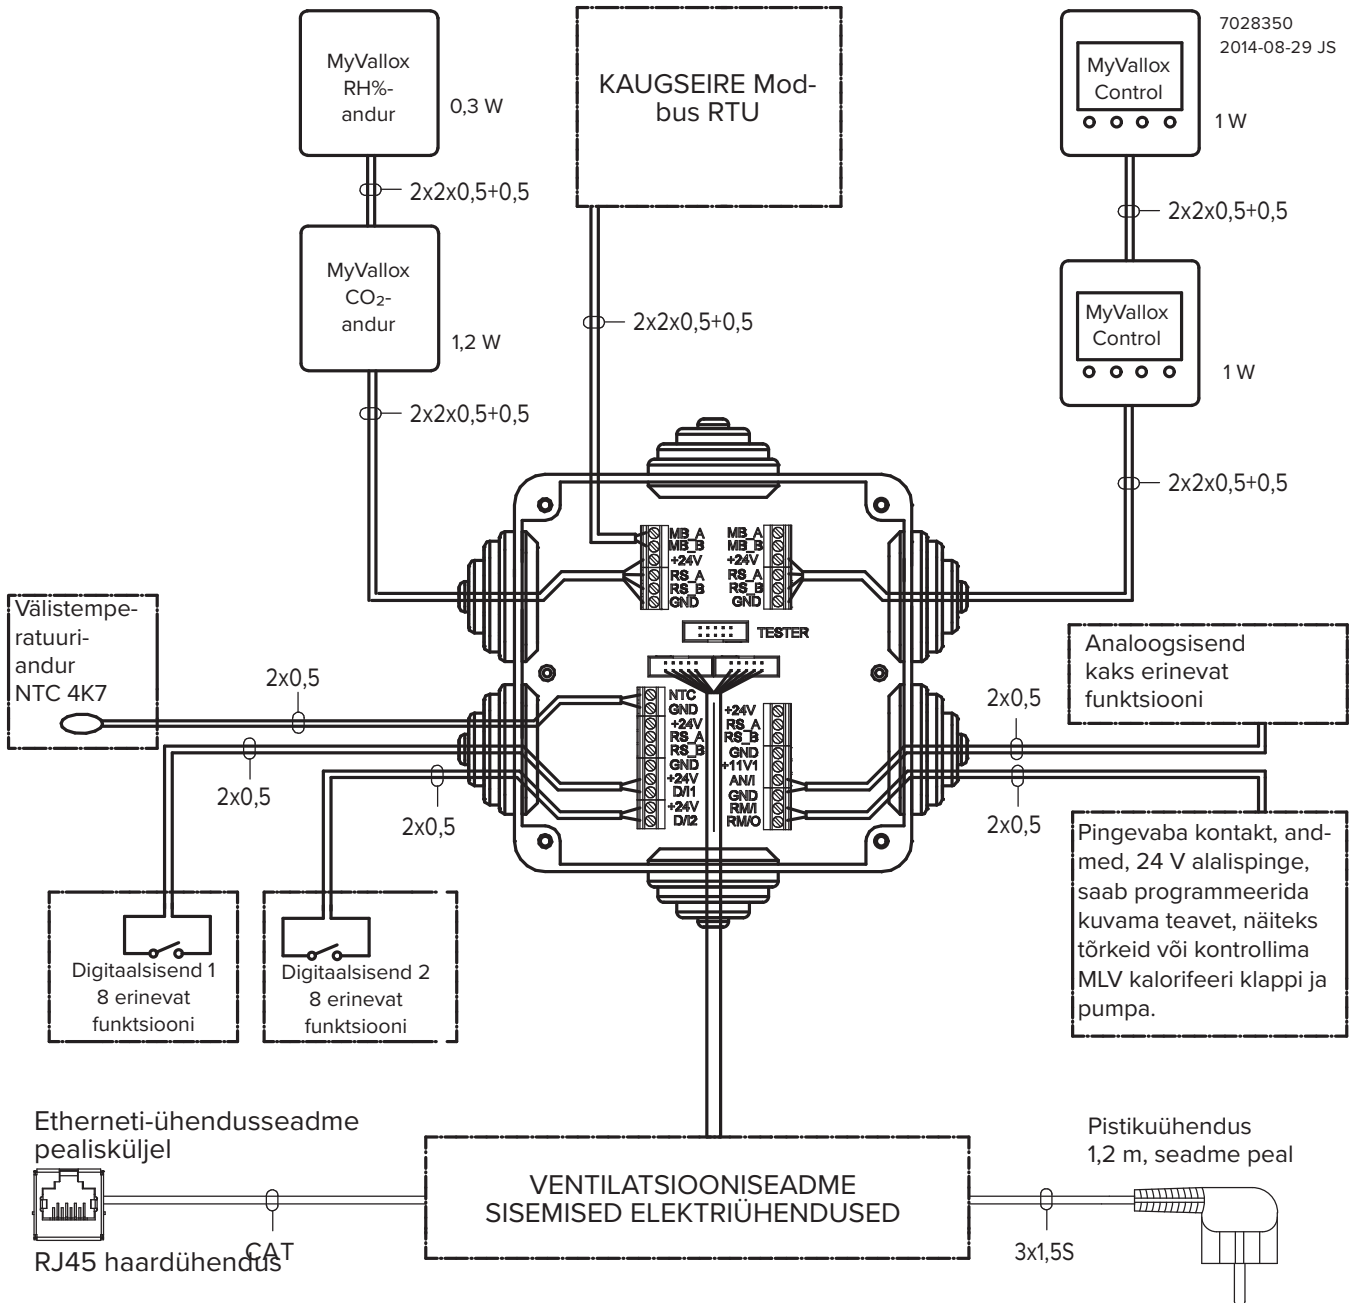 MyVallox
RH%-
andur
0,3 W
KAUGSEIRE Mod-
bus RTU
7028350
2014-08-29 JS
MyVallox
Control
1 W
2x2x0,5+0,5
2x2x0,5+0,5
MyVallox
CO₂-
andur
1,2 W
2x2x0,5+0,5
MyVallox
Control
1 W
2x2x0,5+0,5
2x2x0,5+0,5
MB_A
MB_B
+24V
RS_A
RS_B
GND
MB_A
MB_B
+24V
RS_A
RS_B
GND
TESTER
Välistempe-
ratuuri-
andur
NTC 4K7
2x0,5
2x0,5
2x0,5
NTC
GND
+24V
RS_A
RS_B
GND
+24V
D/I1
+24V
D/I2
+24V
RS_A
RS_B
GND
+11V1
AN/I
GND
RM/I
RM/O
2x0,5
2x0,5
Analoogsisend
kaks erinevat
funktsiooni
Pingevaba kontakt, and-
med, 24 V alalispinge,
saab programmeerida
kuvama teavet, näiteks
tõrkeid või kontrollima
MLV kalorifeeri klappi ja
pumpa.
Digitaalsisend 1
8 erinevat
funktsiooni
Digitaalsisend 2
8 erinevat
funktsiooni
Etherneti-ühendusseadme
pealisküljel
RJ45 haardühendus
CAT
VENTILATSIOONISEADME
SISEMISED ELEKTRIÜHENDUSED
Pistikuühendus
1,2 m, seadme peal
3x1,5S